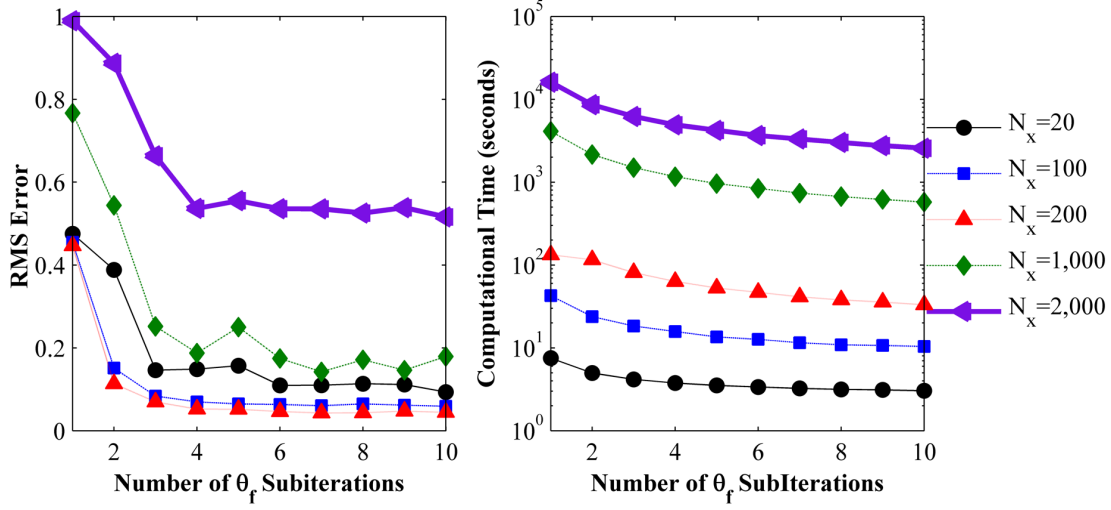 1
0.8
0.6
0.4
0.2
0
2
4
6
8
10
RMS Error
Number of θf Subiterations
10^5
10^4
10^3
10^2
10^1
10^0
2
4
6
8
10
Computational Time (seconds)
Number of θf SubIterations
Nx=20
Nx=100
Nx=200
Nx=1,000
Nx=2,000